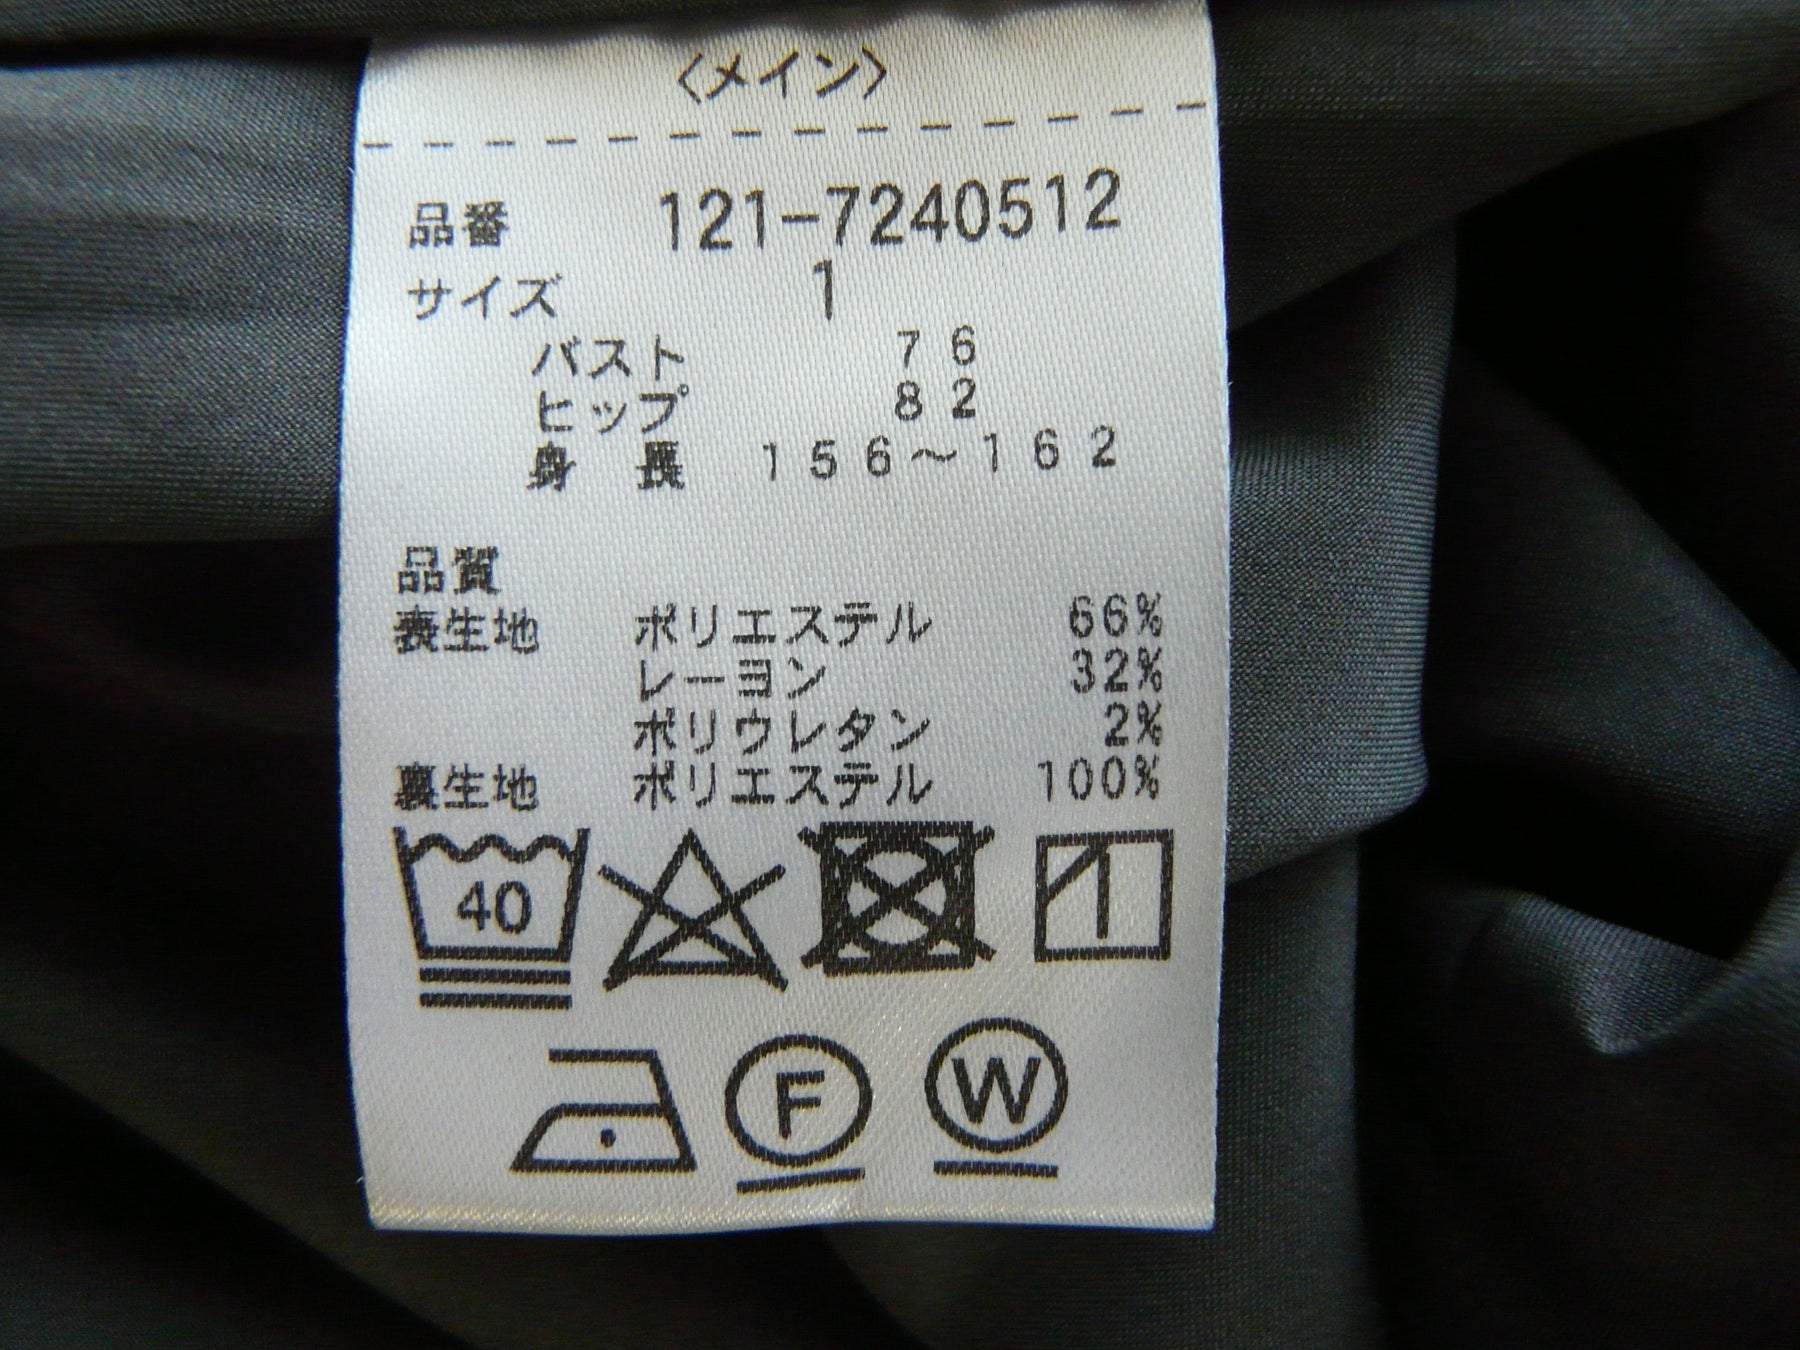 〈メイン〉
品番 121-7240512
サイズ 1
バスト 76
ヒップ 82
身長 156〜162
品質
表生地 ポリエステル 66%
レーヨン 32%
ポリウレタン 2%
裏生地 ポリエステル 100%
40
F W